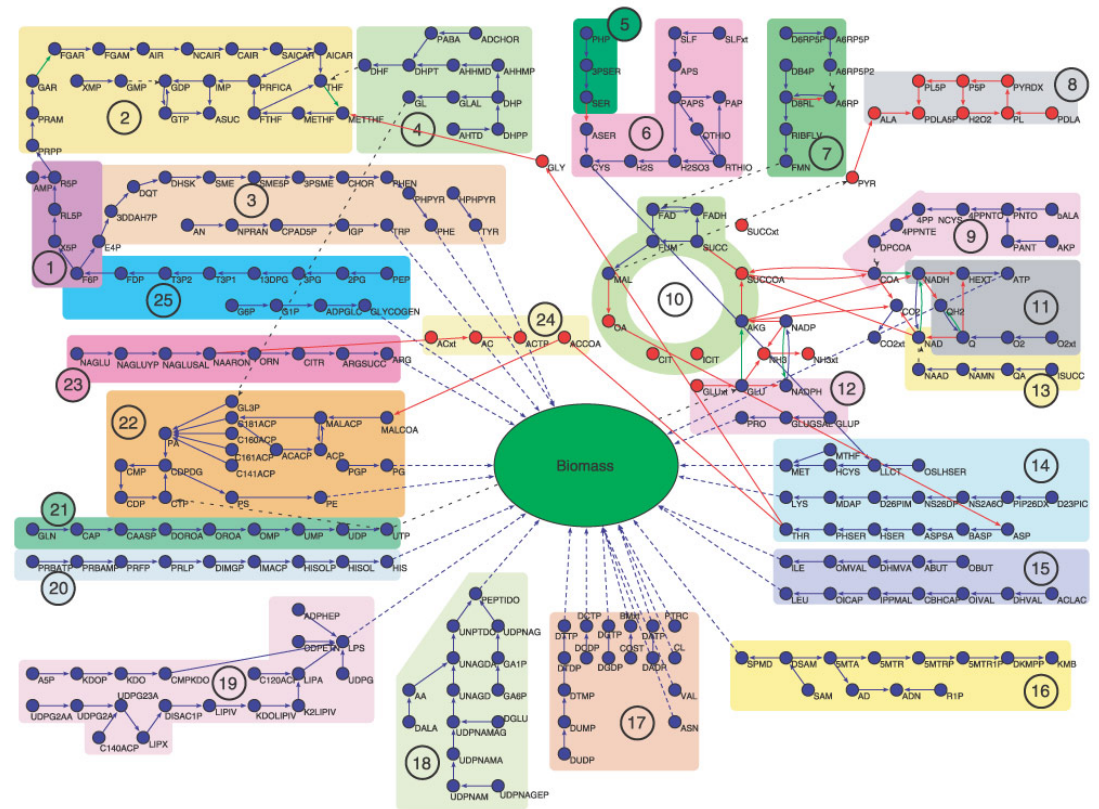 PHP
5
SLF
SLFxt
D6RP5P
A6RP5P
PABA
ADCHOR
FGAR
FGAM
AIR
NCAIR
CAIR
SAICAR
AICAR
3PSER
APS
DB4P
A6RP5P2
DHF
DHPT
AHHMD
AHHMP
GAR
XMP
GMP
GDP
IMP
PRFICA
THF
GL
GLAL
DHP
SER
PAPS
PAP
D8RL
A6RP
PL5P
P5P
PYRDX
8
2
PRAM
GTP
ASUC
FTHF
METHF
METTHF
4
AHTD
DHPP
ASER
6
OTHIO
RIBFLV
7
ALA
PDLA5P
H2O2
PL
PDLA
PRPP
CYS
H2S
H2SO3
RTHIO
FMN
GLY
PYR
AMP
R5P
DQT
DHSK
SME
SME5P
3PSME
CHOR
PHEN
PHPYR
HPHPYR
3
RL5P
3DDAH7P
AN
NPRAN
CPAD5P
IGP
TRP
PHE
TYR
FAD
FADH
SUCCxt
4PP
NCYS
4PPNTO
PNTO
bALA
4PPNTE
9
DPCOA
PANT
AKP
X5P
E4P
FUM
SUCC
1
F6P
FDP
T3P2
T3P1
13DPG
3PG
2PG
PEP
25
MAL
10
SUCCOA
COA
NADH
HEXT
ATP
11
G6P
G1P
ADPGLC
GLYCOGEN
OA
AKG
NADP
CO2
QH2
24
ACxt
AC
ACTP
ACCOA
CO2xt
NAD
Q
O2
O2xt
CIT
ICIT
NH3
NH3xt
NAGLU
NAGLUYP
NAGLUSAL
NAARON
ORN
CITR
ARGSUCC
ARG
23
NAAD
NAMN
QA
ISUCC
13
GLUxt
GLU
NADPH
12
GL3P
22
C181ACP
MALACP
MALCOA
PRO
GLUGSAL
GLUP
PA
C160ACP
C161ACP
ACACP
ACP
C141ACP
CMP
CDPDG
PGP
PG
CDP
CTP
PS
PE
Biomass
MTHF
MET
HCYS
LLCT
OSLHSER
14
LYS
MDAP
D26PIM
NS26DP
NS2A6O
PIP26DX
D23PIC
21
GLN
CAP
CAASP
DOROA
OROA
OMP
UMP
UDP
UTP
THR
PHSER
HSER
ASPSA
BASP
ASP
PRBATP
PRBAMP
PRFP
PRLP
DIMGP
IMACP
HISOLP
HISOL
HIS
20
ILE
OMVAL
DHMVA
ABUT
OBUT
15
LEU
OICAP
IPPMAL
CBHCAP
OIVAL
DHVAL
ACLAC
ADPHEP
CDPETN
LPS
PEPTIDO
UNPTDO
UDPNAG
DTTP
DCTP
DGTP
BMxt
DATP
PTRC
DTDP
DCDP
DGDP
COST
DADR
CL
SPMD
DSAM
5MTA
5MTR
5MTRP
5MTR1P
DKMPP
KMB
A5P
KDOP
KDO
CMPKDO
19
C120ACP
LIPA
UDPG
UNAGDA
GA1P
SAM
AD
ADN
R1P
16
UDPG23A
AA
UNAGD
GA6P
DTMP
VAL
UDPG2AA
UDPG2A
DISAC1P
LIPIV
KDOLIPIV
K2LIPIV
DALA
UDPNAMAG
DGLU
DUMP
17
ASN
C140ACP
LIPX
UDPNAMA
DUDP
18
UDPNAM
UDPNAGEP